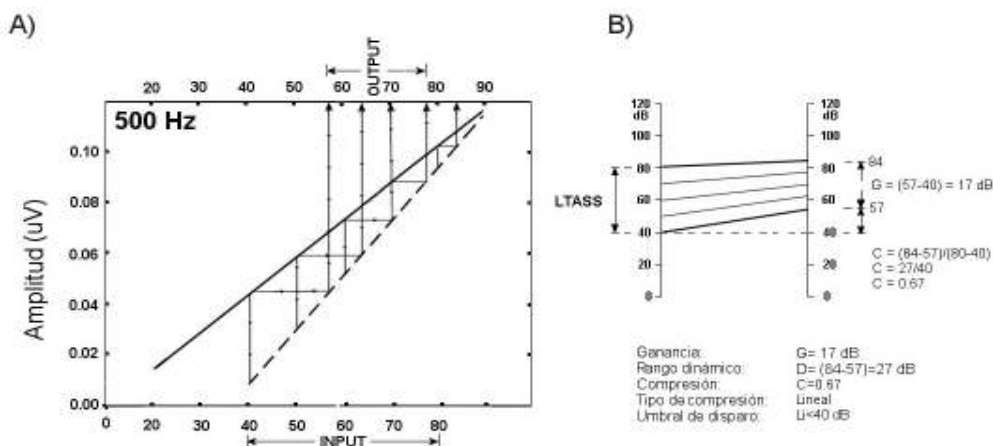 A)
B)
OUTPUT
20 30 40 50 60 70 80 90
500 Hz
Amplitud (uV)
0.10
0.08
0.06
0.04
0.02
0.00
0 10 20 30 40 50 60 70 80
INPUT
120 120
dB dB
100 100
80 80
60 60
40 40
20 20
0 0
LTASS
84
G = (57-40) = 17 dB
57
C = (84-57)/(80-40)
C = 27/40
C = 0.67
Ganancia: G= 17 dB
Rango dinámico: D= (84-57)=27 dB
Compresión: C=0.67
Tipo de compresión: Lineal
Umbral de disparo: Li<40 dB